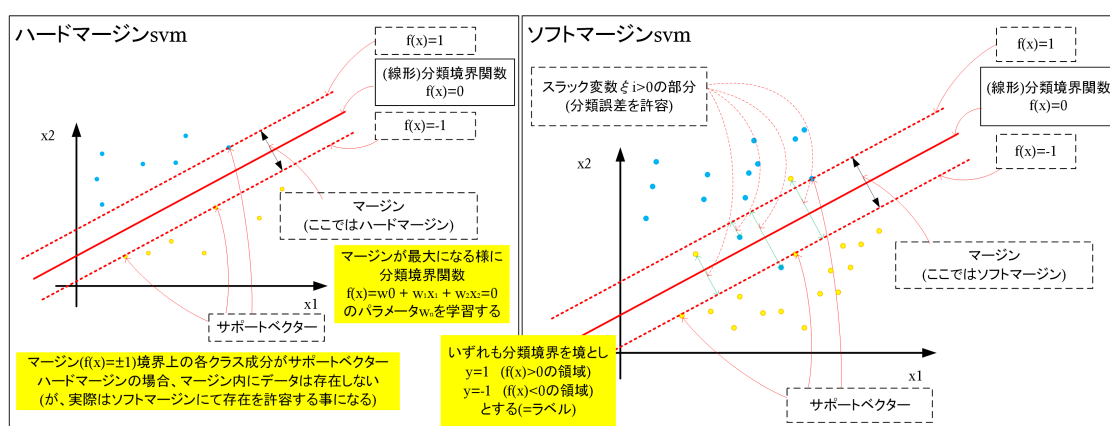 ハードマージンsvm
f(x)=1
(線形)分類境界関数
f(x)=0
f(x)=-1
x2
マージン
(ここではハードマージン)
マージンが最大になる様に
分類境界関数
f(x)=w0 + w₁x₁ + w₂x₂=0
のパラメータwₙを学習する
x1
サポートベクター
マージン(f(x)=±1)境界上の各クラス成分がサポートベクター
ハードマージンの場合、マージン内にデータは存在しない
(が、実際はソフトマージンにて存在を許容する事になる)
ソフトマージンsvm
f(x)=1
スラック変数ξi>0の部分
(分類誤差を許容)
(線形)分類境界関数
f(x)=0
f(x)=-1
x2
マージン
(ここではソフトマージン)
x1
いずれも分類境界を境とし
y=1 (f(x)>0の領域)
y=-1 (f(x)<0の領域)
とする(=ラベル)
サポートベクター